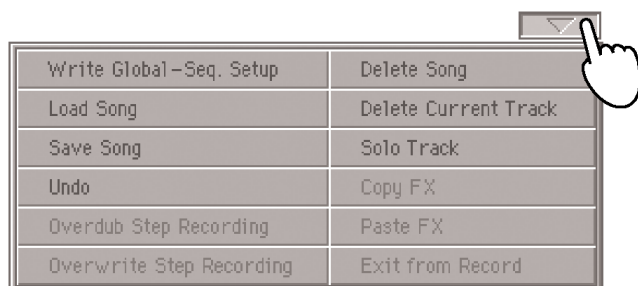 Write Global-Seq. Setup
Delete Song
Load Song
Delete Current Track
Save Song
Solo Track
Undo
Copy FX
Overdub Step Recording
Paste FX
Overwrite Step Recording
Exit from Record